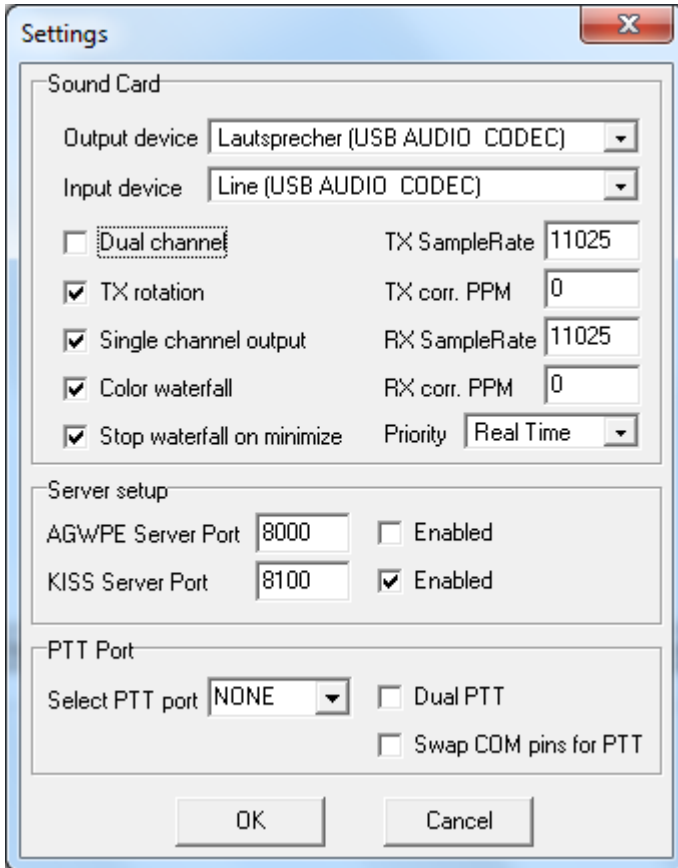 Settings
Sound Card
Output device Lautsprecher (USB AUDIO CODEC)
Input device Line (USB AUDIO CODEC)
Dual channel TX SampleRate 11025
TX rotation TX corr. PPM 0
Single channel output RX SampleRate 11025
Color waterfall RX corr. PPM 0
Stop waterfall on minimize Priority Real Time
Server setup
AGWPE Server Port 8000 Enabled
KISS Server Port 8100 Enabled
PTT Port
Select PTT port NONE Dual PTT
Swap COM pins for PTT
OK Cancel